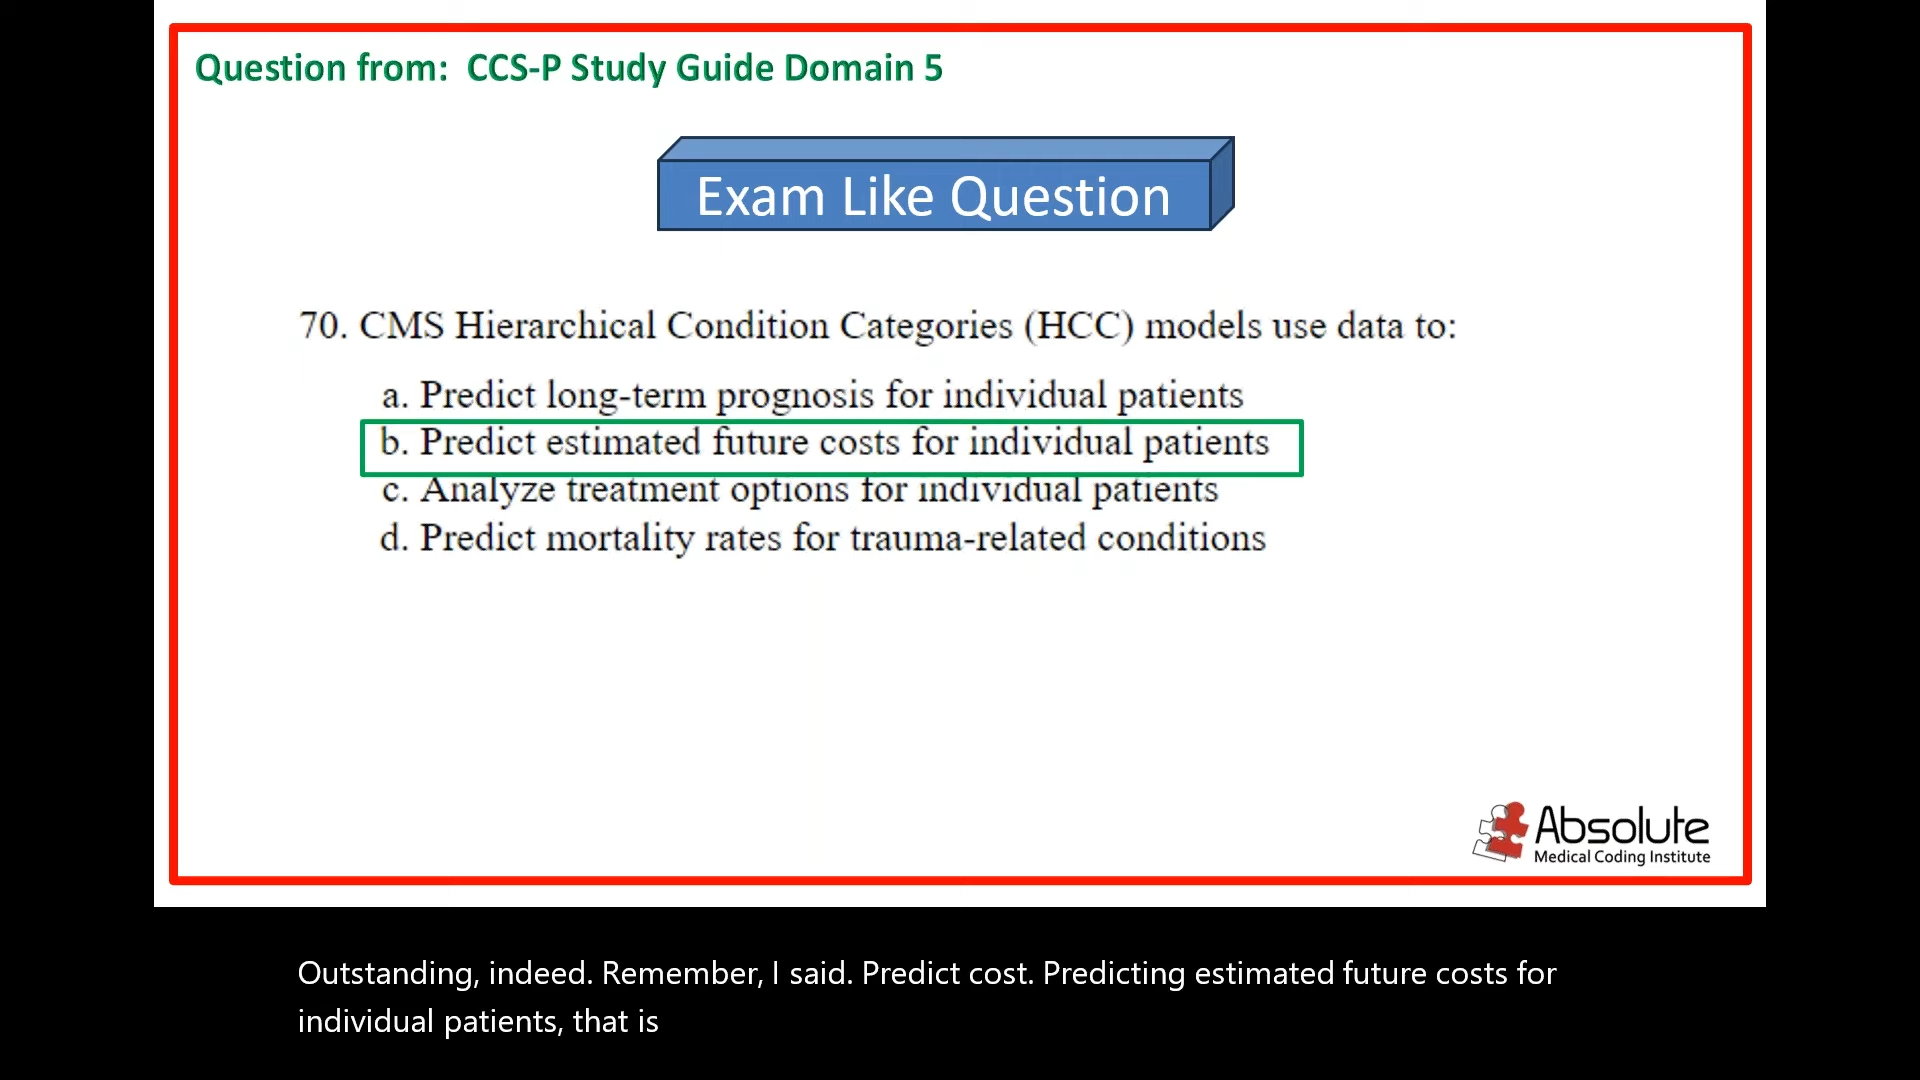 Question from: CCS-P Study Guide Domain 5
Exam Like Question
70. CMS Hierarchical Condition Categories (HCC) models use data to:
a. Predict long-term prognosis for individual patients
b. Predict estimated future costs for individual patients
c. Analyze treatment options for individual patients
d. Predict mortality rates for trauma-related conditions
Absolute
Medical Coding Institute
Outstanding, indeed. Remember, I said. Predict cost. Predicting estimated future costs for
individual patients, that is